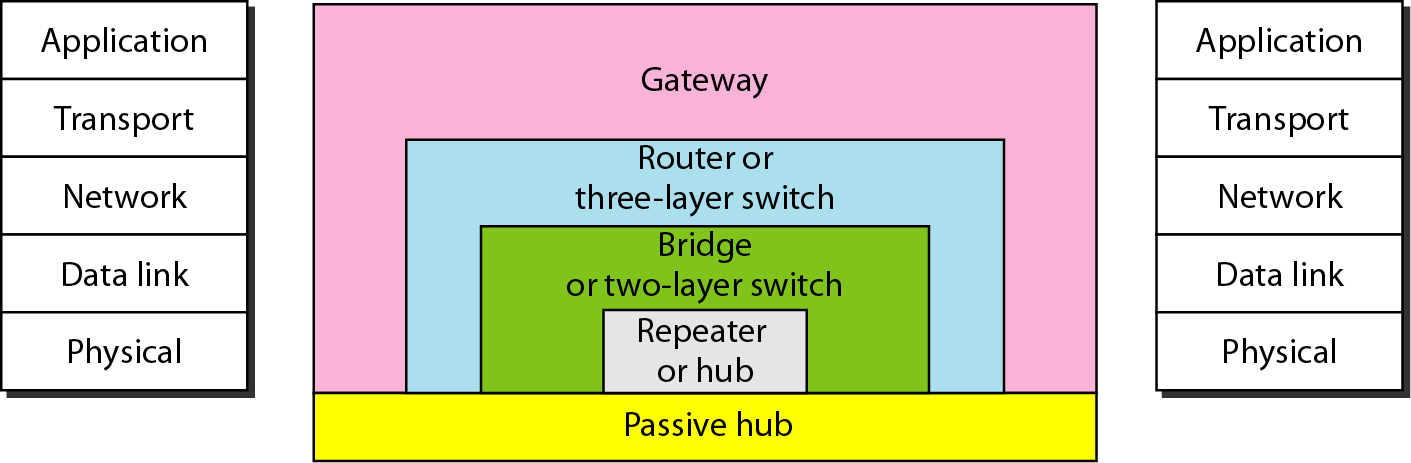 Application
Transport
Network
Data link
Physical
Gateway
Router or
three-layer switch
Bridge
or two-layer switch
Repeater
or hub
Passive hub
Application
Transport
Network
Data link
Physical